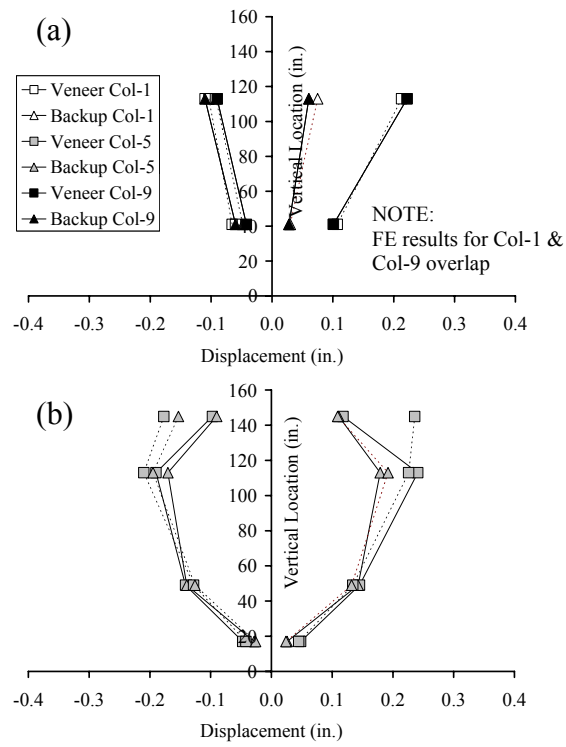 (a)
160
140
120
100
80
60
40
20
0
Vertical Location (in.)
Veneer Col-1
Backup Col-1
Veneer Col-5
Backup Col-5
Veneer Col-9
Backup Col-9
NOTE:
FE results for Col-1 &
Col-9 overlap
-0.4 -0.3 -0.2 -0.1 0.0 0.1 0.2 0.3 0.4
Displacement (in.)
(b)
160
140
120
100
80
60
40
20
0
Vertical Location (in.)
-0.4 -0.3 -0.2 -0.1 0.0 0.1 0.2 0.3 0.4
Displacement (in.)